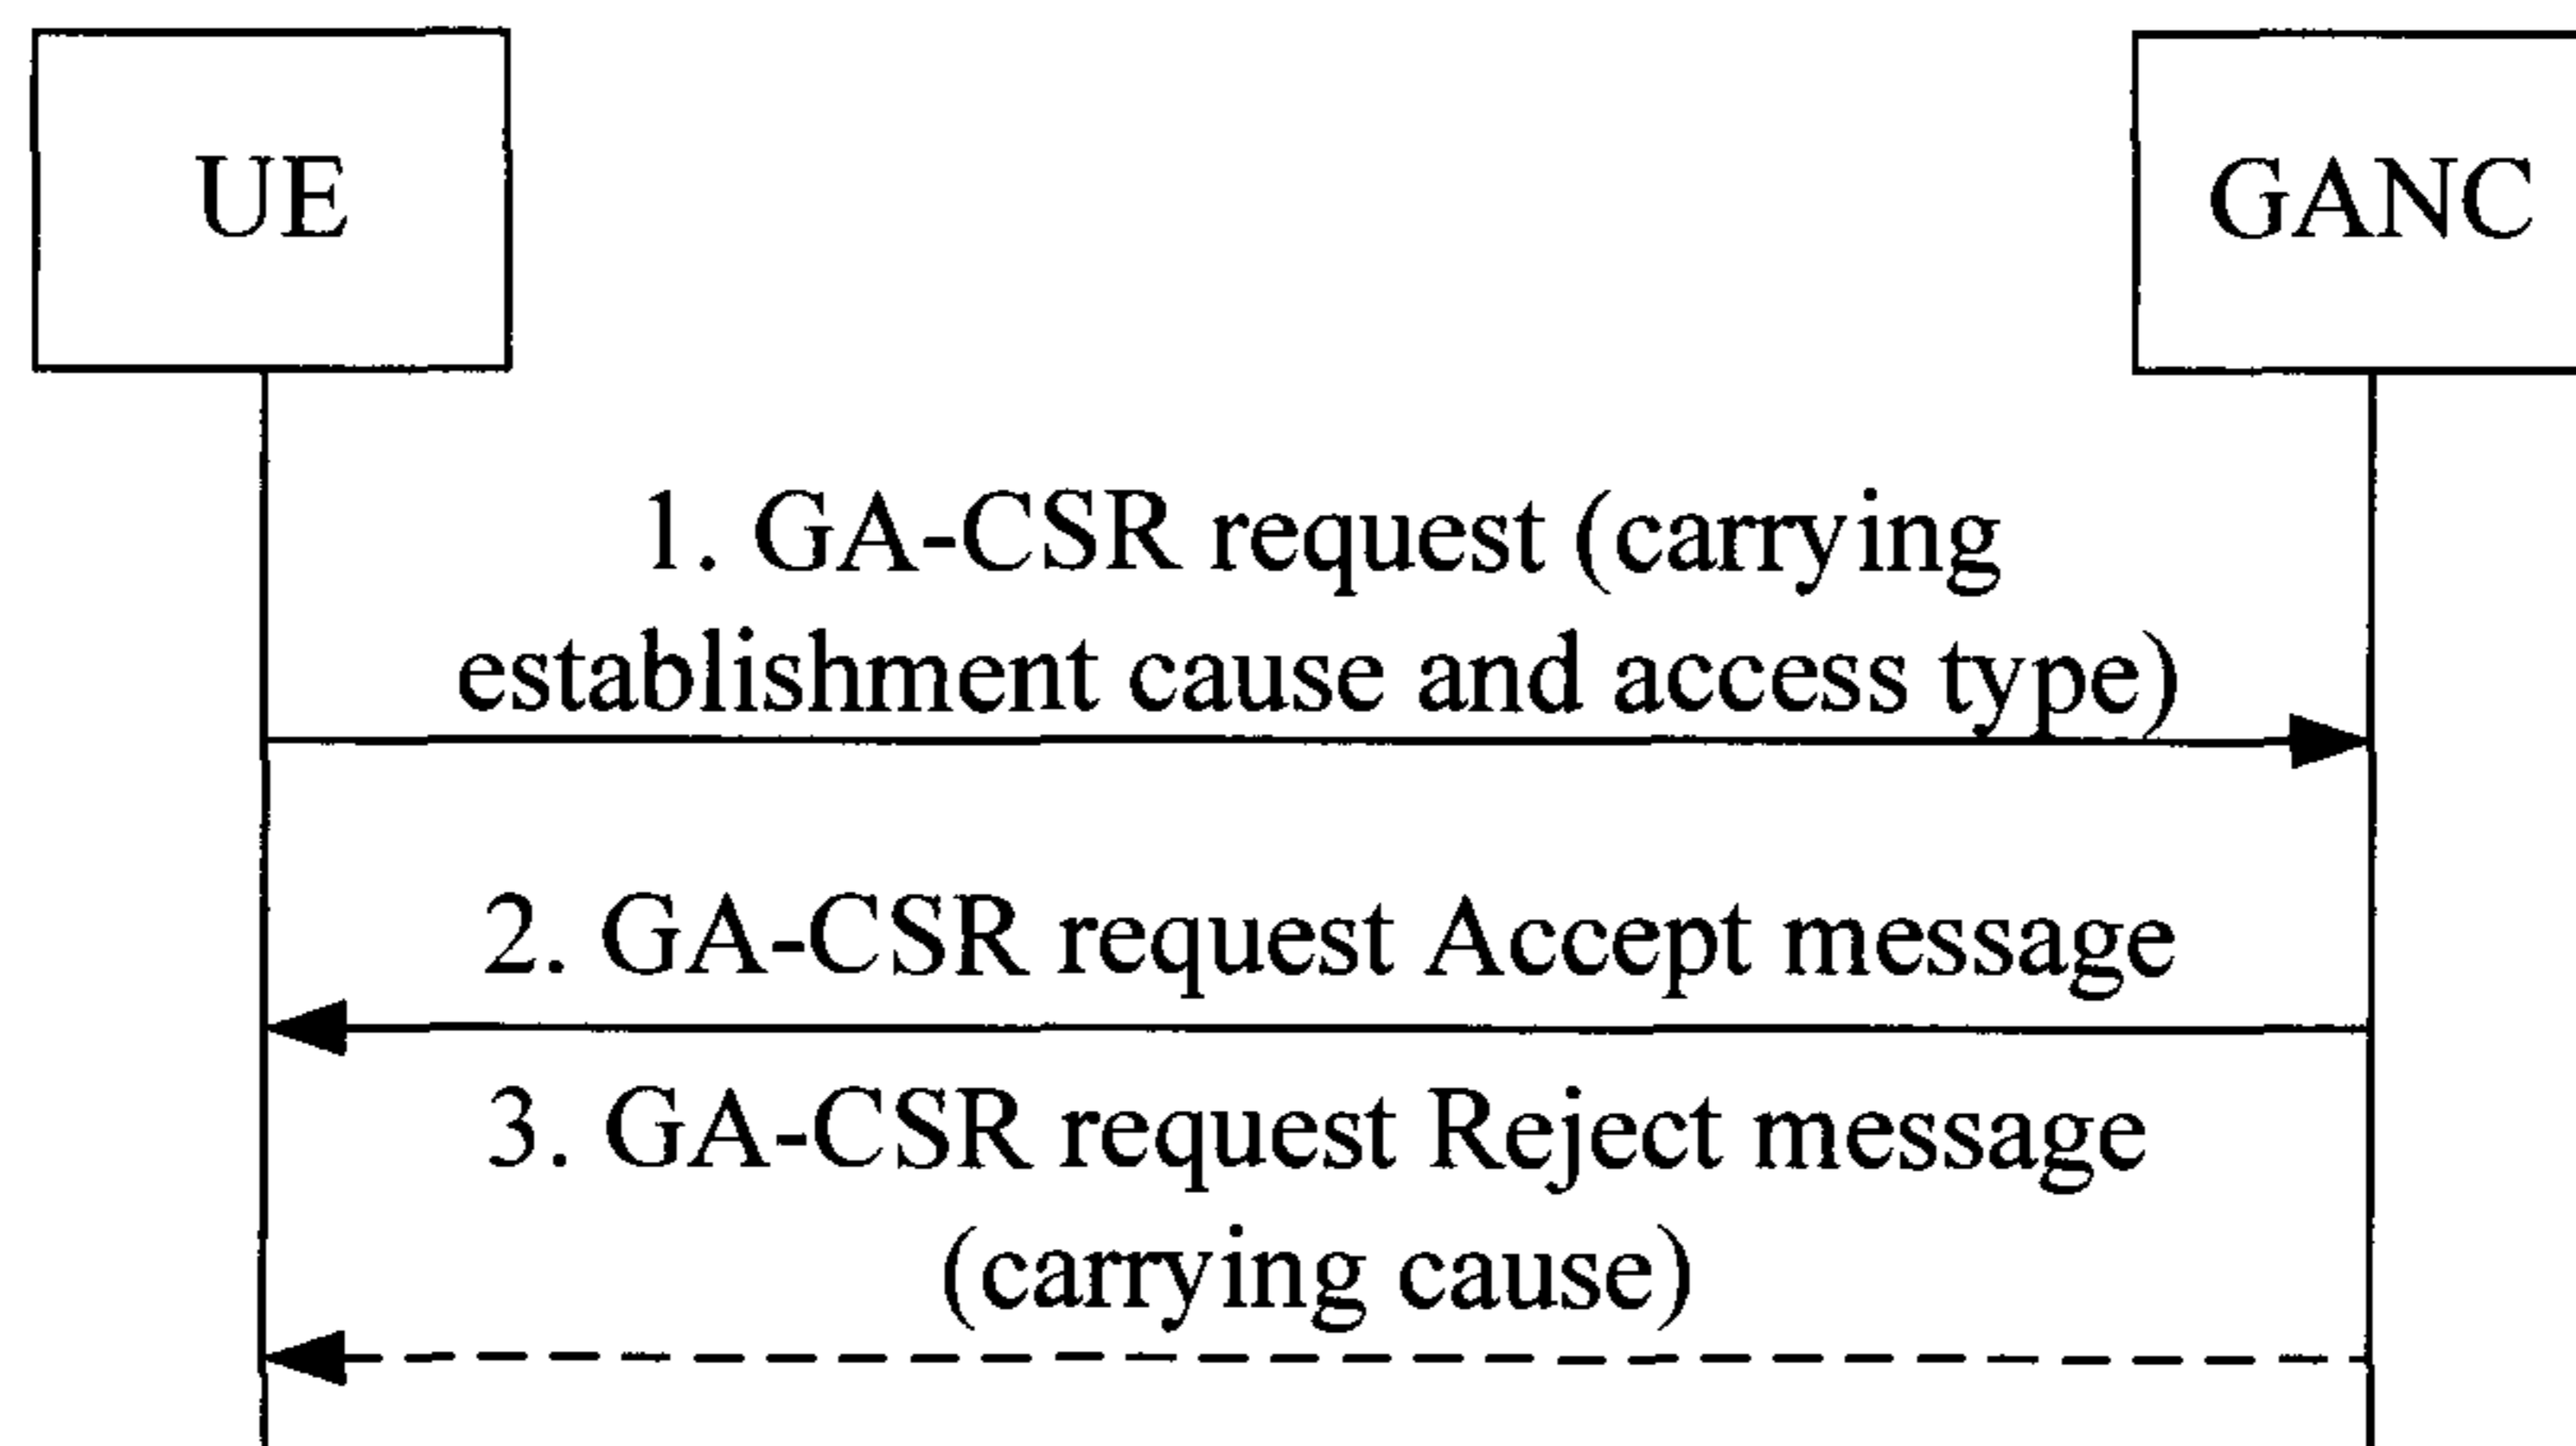 UE
GANC
1. GA-CSR request (carrying
establishment cause and access type)
2. GA-CSR request Accept message
3. GA-CSR request Reject message
(carrying cause)